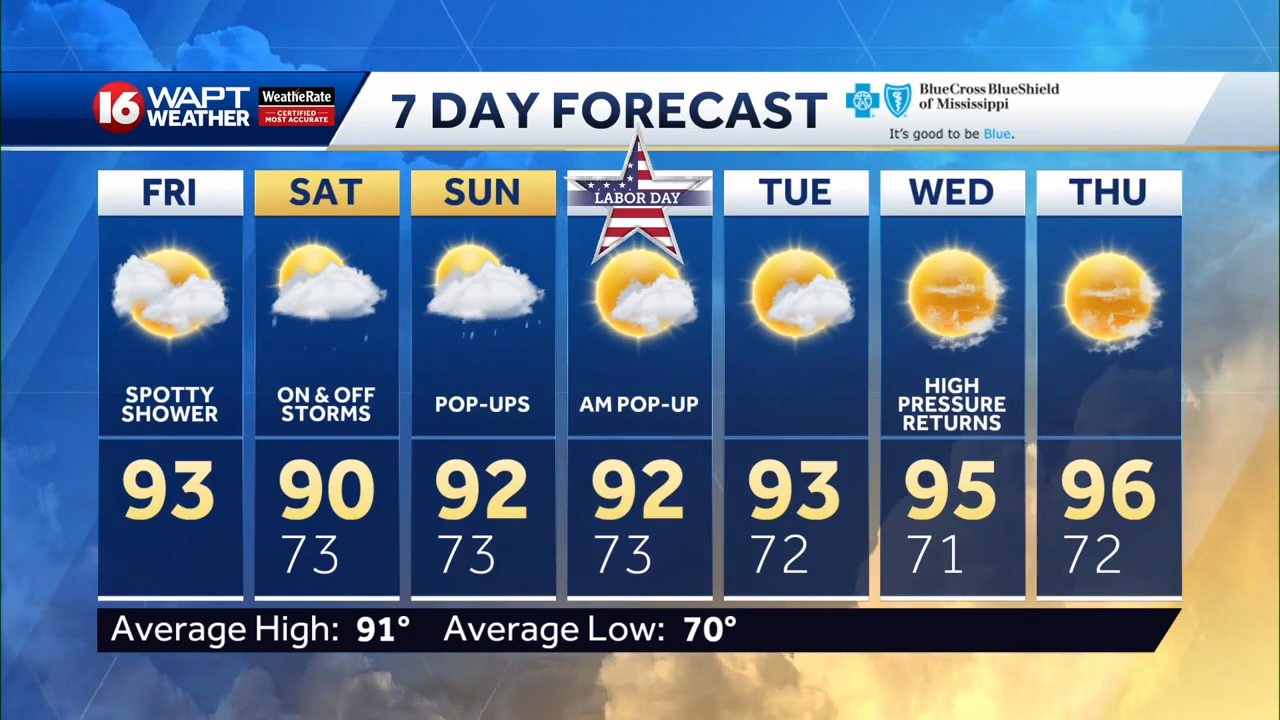 16 WAPT WEATHER
WeatheRate
CERTIFIED
MOST ACCURATE
7 DAY FORECAST
BlueCross BlueShield
of Mississippi
It's good to be Blue.
FRI
SAT
SUN
LABOR DAY
TUE
WED
THU
SPOTTY
SHOWER
ON & OFF
STORMS
POP-UPS
AM POP-UP
HIGH
PRESSURE
RETURNS
93
90
92
92
93
95
96
73
73
73
72
71
72
Average High: 91° Average Low: 70°